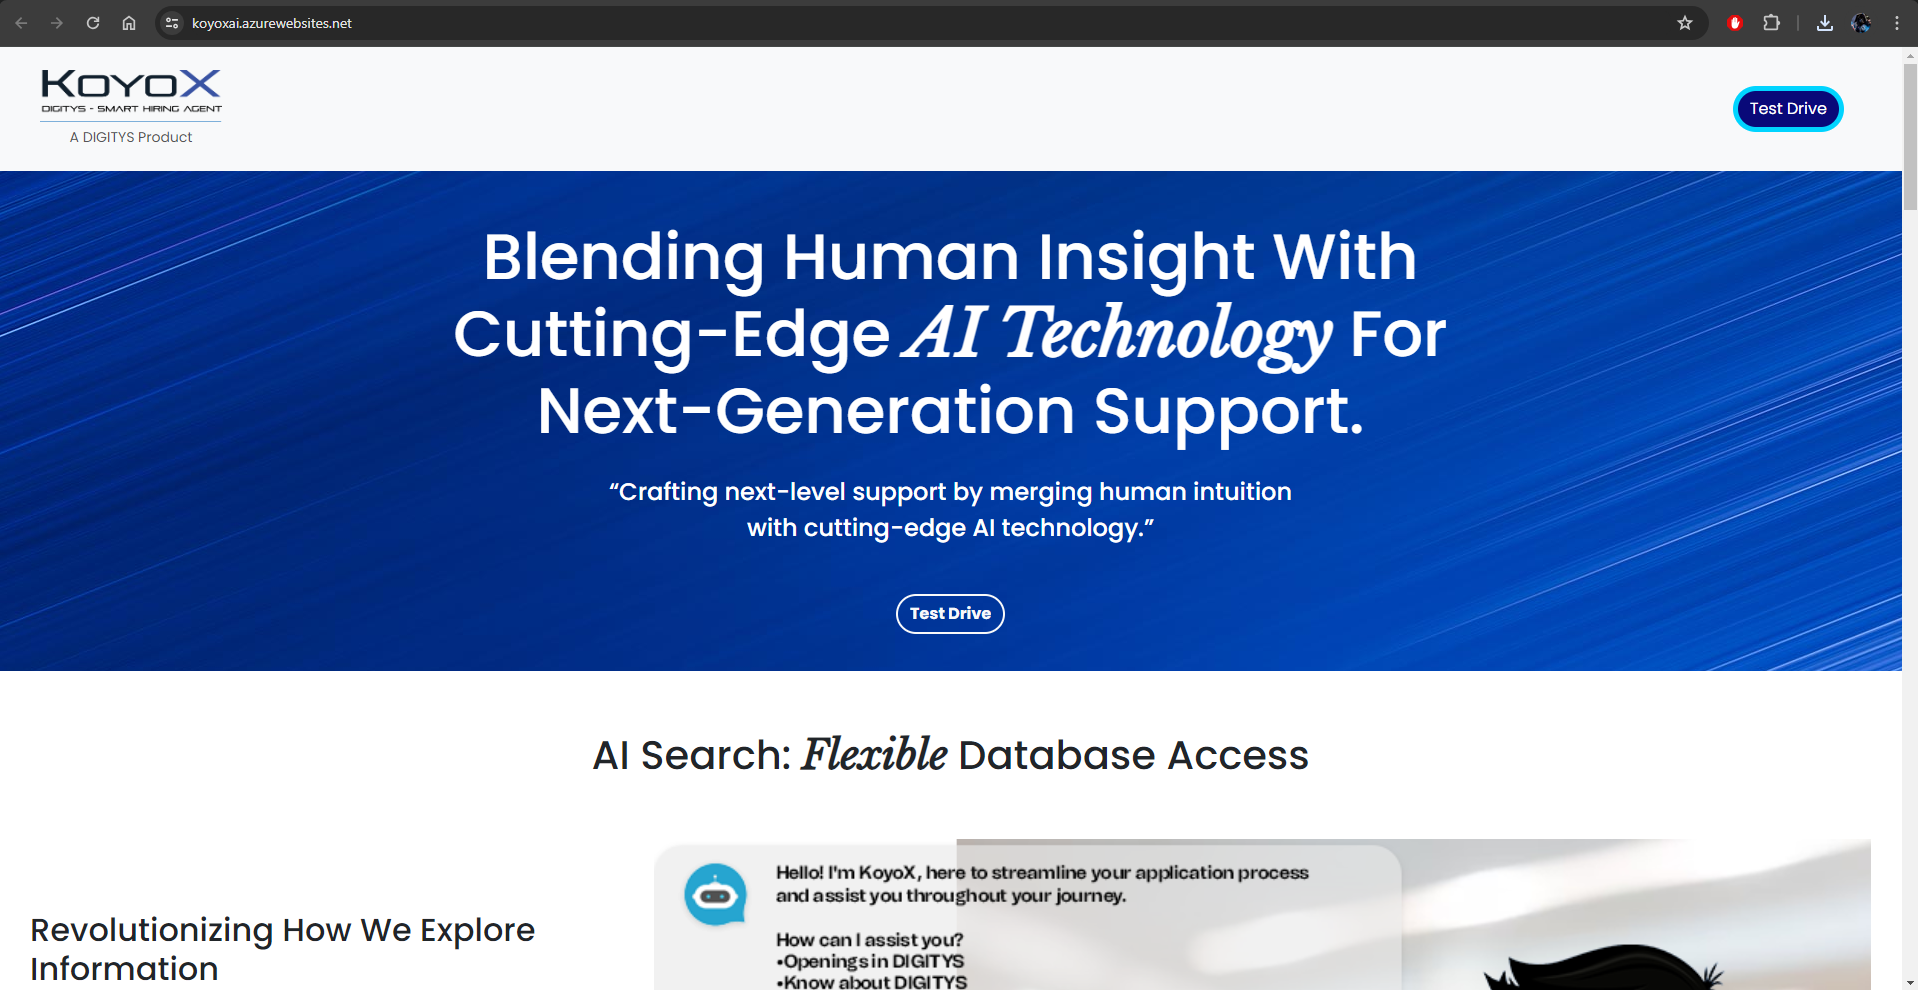 koyoxai.azurewebsites.net
KOYOX
DIGITYS - SMART HIRING AGENT
A DIGITYS Product
Test Drive
Blending Human Insight With
Cutting-Edge AI Technology For
Next-Generation Support.
“Crafting next-level support by merging human intuition
with cutting-edge AI technology.”
Test Drive
AI Search: Flexible Database Access
Revolutionizing How We Explore
Information
Hello! I'm KoyoX, here to streamline your application process
and assist you throughout your journey.
How can I assist you?
•Openings in DIGITYS
•Know about DIGITYS